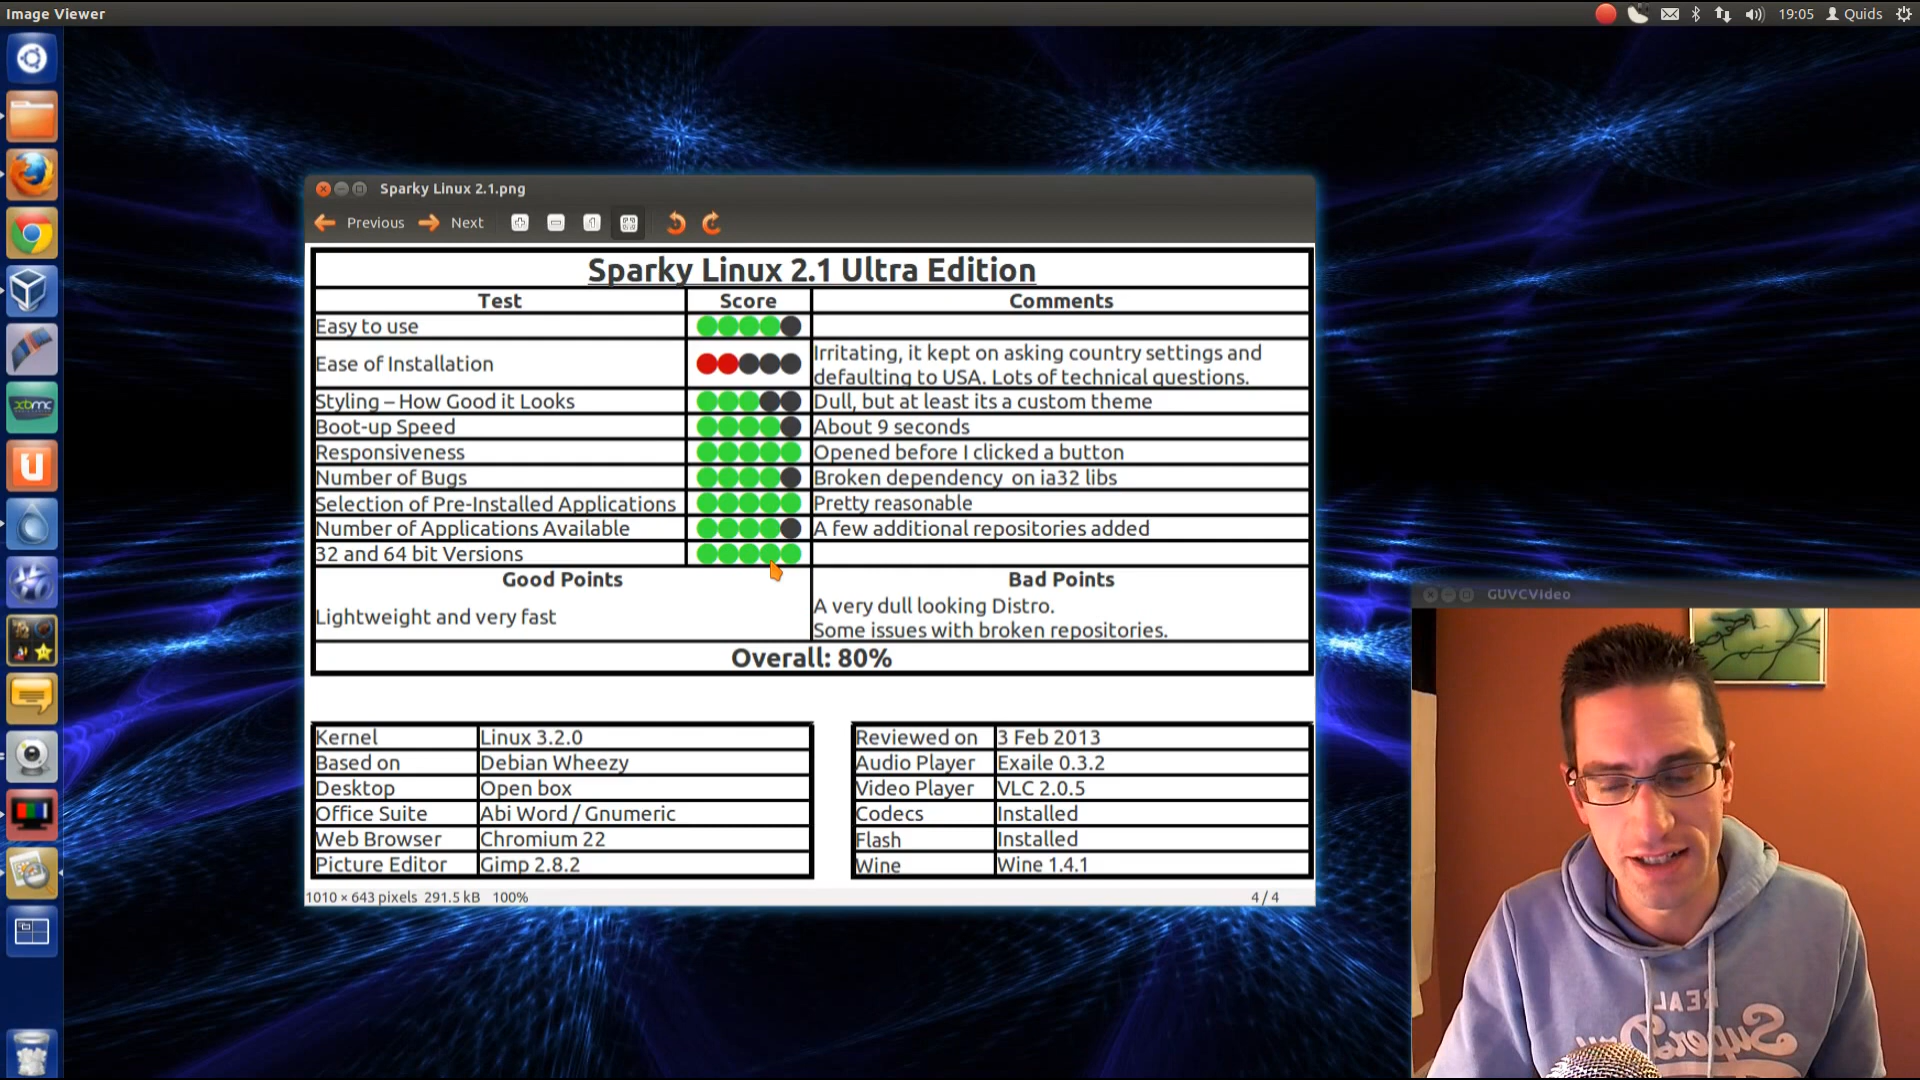 Image Viewer
19:05 Quids
Sparky Linux 2.1.png
Previous Next
Sparky Linux 2.1 Ultra Edition
Test Score Comments
Easy to use
Ease of Installation Irritating, it kept on asking country settings and
defaulting to USA. Lots of technical questions.
Styling – How Good it Looks Dull, but at least its a custom theme
Boot-up Speed About 9 seconds
Responsiveness Opened before I clicked a button
Number of Bugs Broken dependency on ia32 libs
Selection of Pre-Installed Applications Pretty reasonable
Number of Applications Available A few additional repositories added
32 and 64 bit Versions
Good Points Bad Points
Lightweight and very fast
A very dull looking Distro.
Some issues with broken repositories.
Overall: 80%
Kernel Linux 3.2.0
Based on Debian Wheezy
Desktop Open box
Office Suite Abi Word / Gnumeric
Web Browser Chromium 22
Picture Editor Gimp 2.8.2
Reviewed on 3 Feb 2013
Audio Player Exaile 0.3.2
Video Player VLC 2.0.5
Codecs Installed
Flash Installed
Wine Wine 1.4.1
1010 × 643 pixels 291.5 kB 100% 4 / 4
GUVCVideo
xbmc
REAL